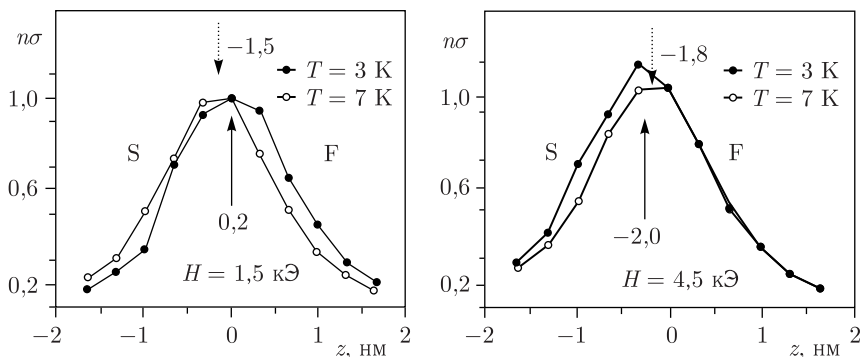 nσ
1,0
0,6
0,2
−1,5
T = 3 К
T = 7 К
S
F
0,2
H = 1,5 кЭ
−2
−1
0
1
2
z, нм
nσ
1,0
0,6
0,2
−1,8
T = 3 К
T = 7 К
S
F
−2,0
H = 4,5 кЭ
−2
−1
0
1
2
z, нм